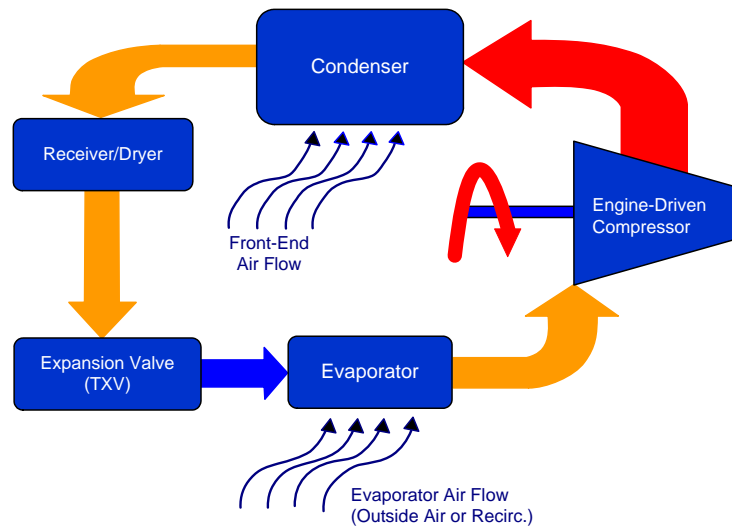 Condenser
Receiver/Dryer
Engine-Driven
Compressor
Front-End
Air Flow
Expansion Valve
(TXV)
Evaporator
Evaporator Air Flow
(Outside Air or Recirc.)